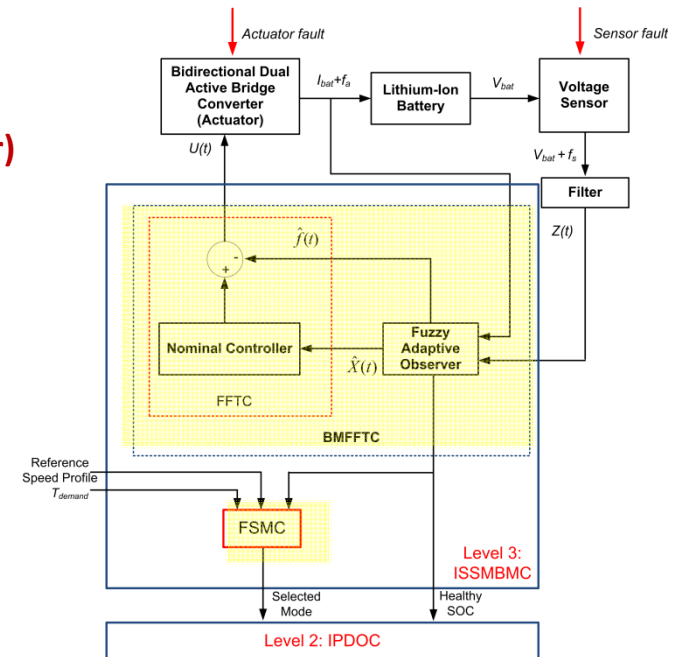 Actuator fault
Sensor fault
Bidirectional Dual
Active Bridge
Converter
(Actuator)
I_bat+f_a
Lithium-Ion
Battery
V_bat
Voltage
Sensor
r)
U(t)
V_bat + f_s
Filter
Z(t)
f̂(t)
-
+
Nominal Controller
X̂(t)
Fuzzy
Adaptive
Observer
FFTC
BMFFTC
Reference
Speed Profile
T_demand
FSMC
Level 3:
ISSMBMC
Selected
Mode
Healthy
SOC
Level 2: IPDOC